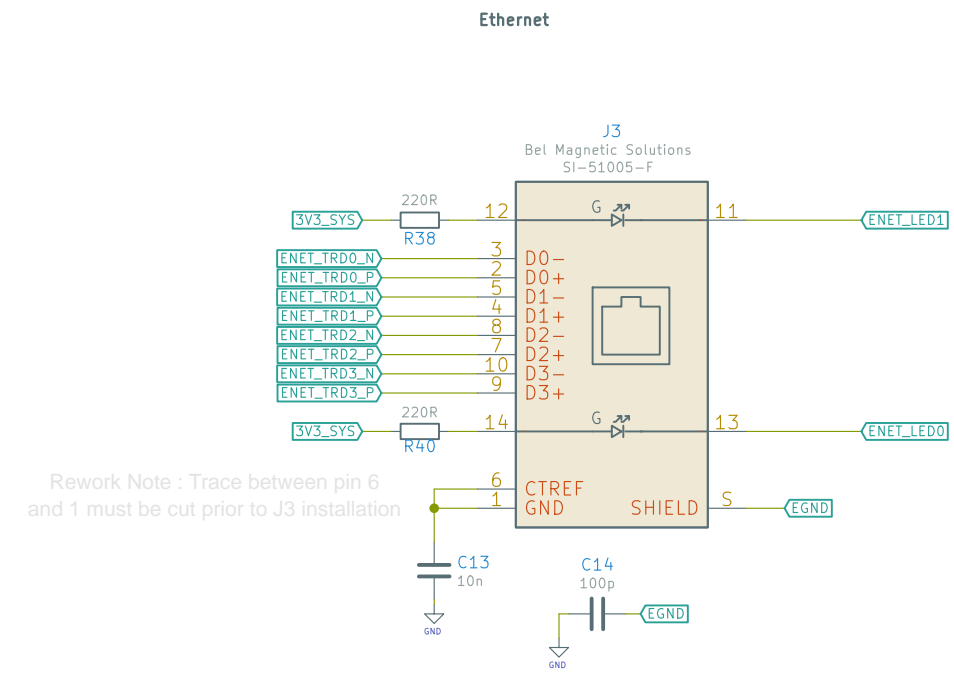 Ethernet
J3
Bel Magnetic Solutions
SI-51005-F
3V3_SYS 220R R38 12 G 11 ENET_LED1
ENET_TRD0_N 3 D0-
ENET_TRD0_P 2 D0+
ENET_TRD1_N 5 D1-
ENET_TRD1_P 4 D1+
ENET_TRD2_N 8 D2-
ENET_TRD2_P 7 D2+
ENET_TRD3_N 10 D3-
ENET_TRD3_P 9 D3+
3V3_SYS 220R R40 14 G 13 ENET_LED0
Rework Note : Trace between pin 6
and 1 must be cut prior to J3 installation
6 CTREF
1 GND SHIELD S EGND
C13
10n
GND
C14
100p
EGND
GND